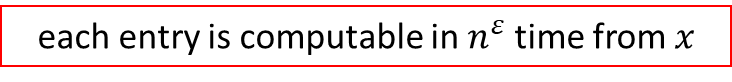 each entry is computable in n^ε time from x